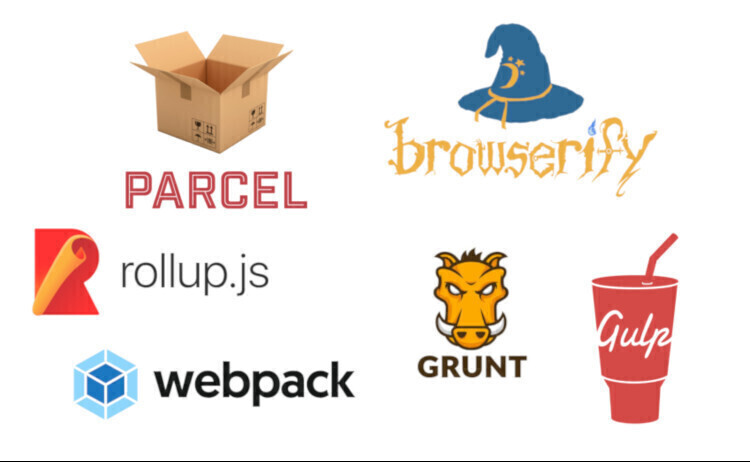 PARCEL
browserify
rollup.js
GRUNT
Gulp
webpack